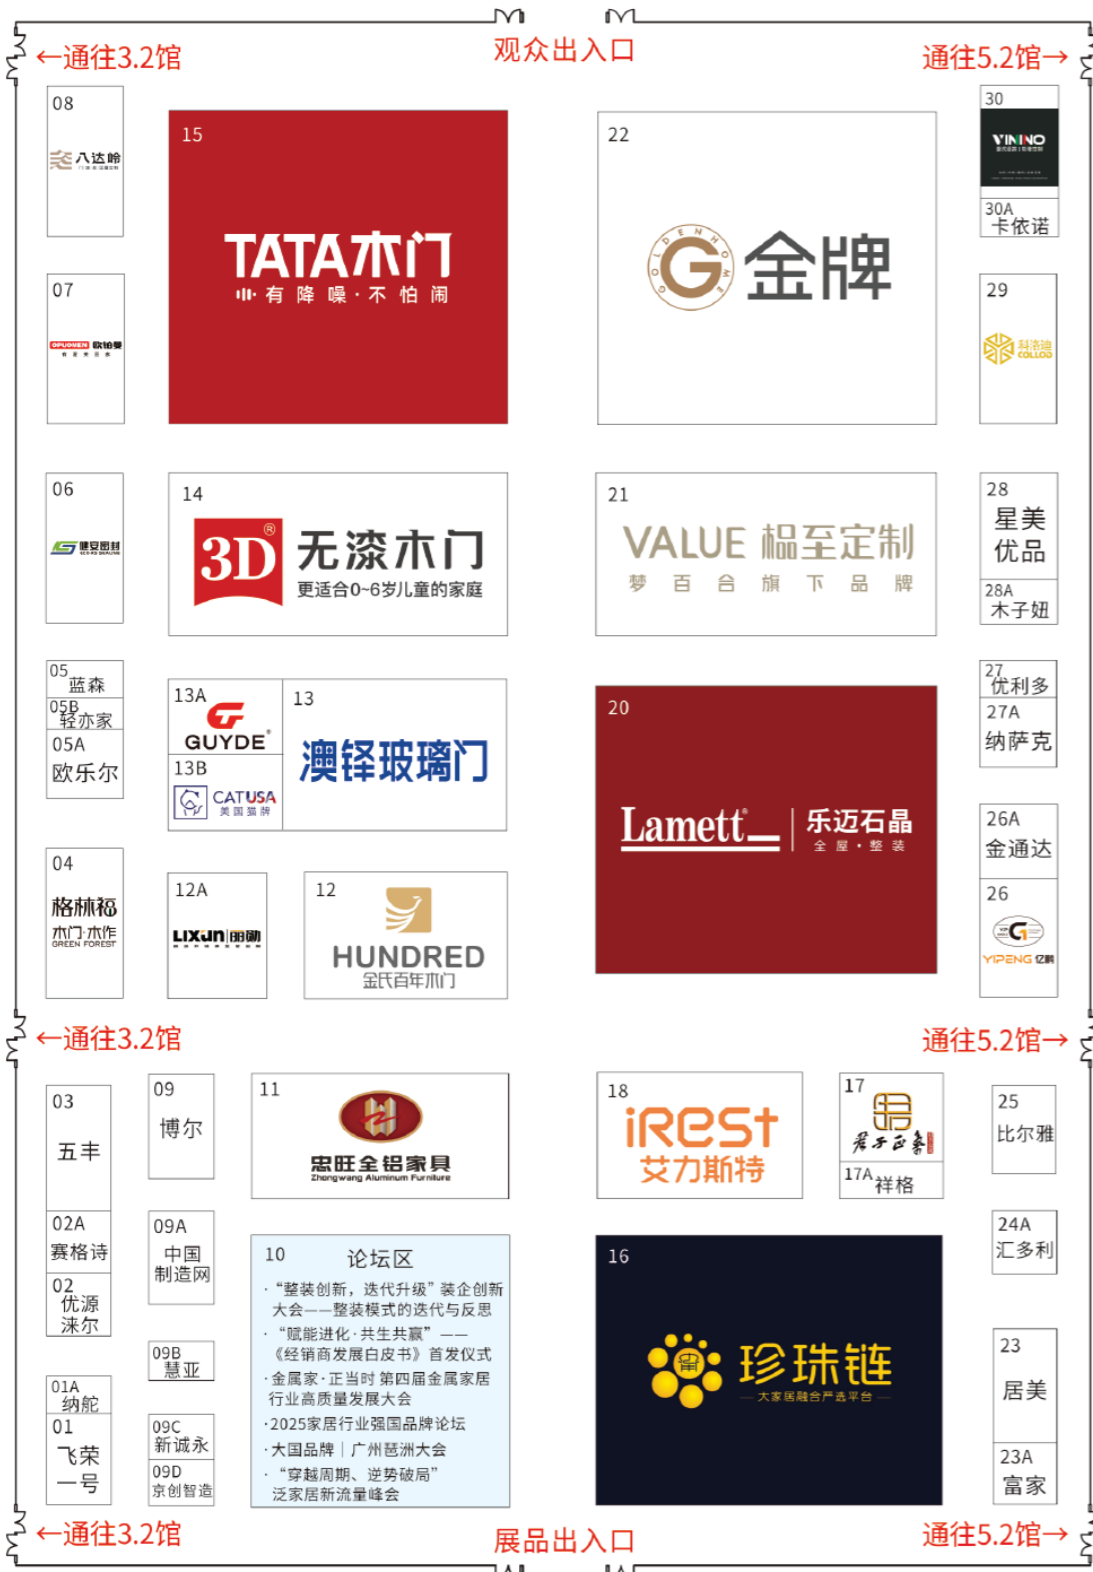 ←通往3.2馆
观众出入口
通往5.2馆→
08
八达岭
15
TATA木门
有降噪·不怕闹
22
GOLDENHOME
G 金牌
30
VININO
30A
卡依诺
07
OPUOMEN 欧铂曼
29
科洛迪
COLLOD
06
健安密封
14
3D®
无漆木门
更适合0~6岁儿童的家庭
21
VALUE 榀至定制
梦百合旗下品牌
28
星美
优品
28A
木子妞
05
蓝森
05B
轻亦家
05A
欧乐尔
13A
GUYDE®
13B
CATUSA
美国猫牌
13
澳铎玻璃门
20
Lamett® 乐迈石晶
全屋·整装
27
优利多
27A
纳萨克
26A
金通达
26
YIPENG 亿鹏
04
格林福
木门·木作
GREEN FOREST
12A
LIXUN 丽勋
12
HUNDRED
金氏百年木门
←通往3.2馆
通往5.2馆→
03
五丰
02A
赛格诗
02
优源
涞尔
09
博尔
09A
中国
制造网
09B
慧亚
11
忠旺全铝家具
Zhongwang Aluminum Furniture
18
iRest
艾力斯特
17
君子正象
17A
祥格
25
比尔雅
24A
汇多利
10 论坛区
·“整装创新，迭代升级”装企创新
大会——整装模式的迭代与反思
·“赋能进化·共生共赢”——
《经销商发展白皮书》首发仪式
·金属家·正当时 第四届金属家居
行业高质量发展大会
·2025家居行业强国品牌论坛
·大国品牌｜广州琶洲大会
·“穿越周期、逆势破局”
泛家居新流量峰会
16
珍珠链
大家居融合严选平台
23
居美
23A
富家
01A
纳舵
01
飞荣
一号
09C
新诚永
09D
京创智造
←通往3.2馆
展品出入口
通往5.2馆→